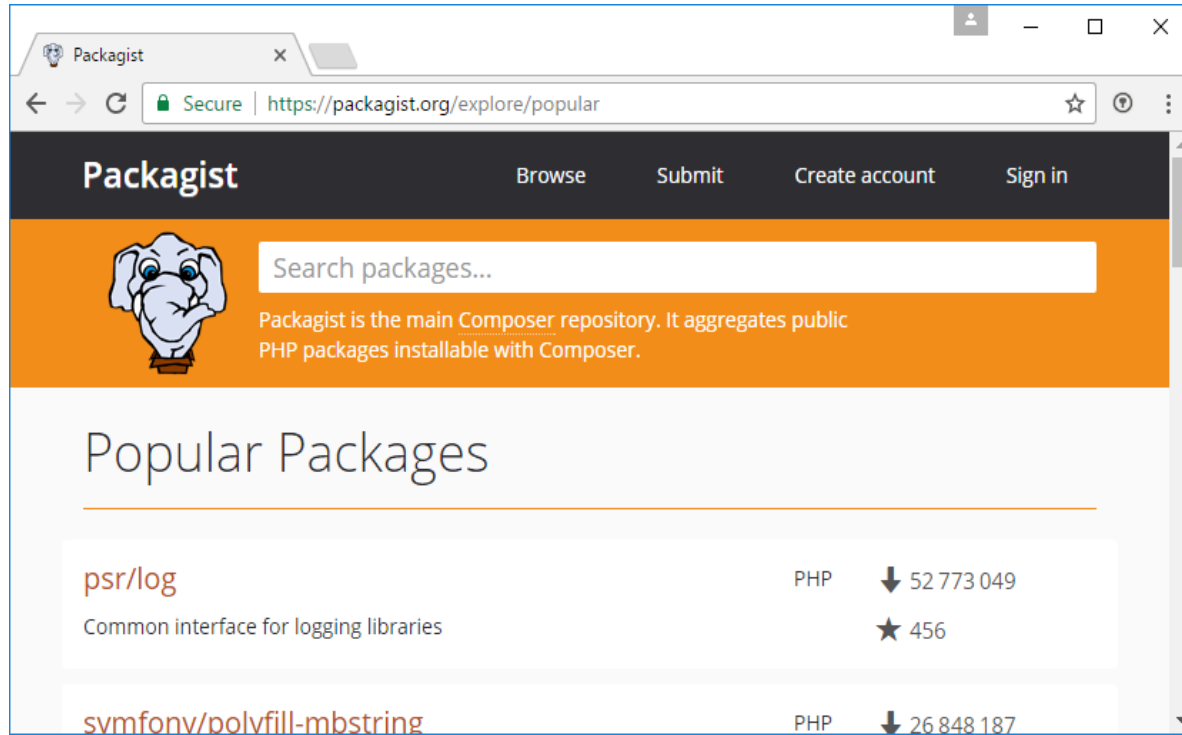 Packagist
Secure https://packagist.org/explore/popular
Packagist Browse Submit Create account Sign in
Search packages...
Packagist is the main Composer repository. It aggregates public
PHP packages installable with Composer.
Popular Packages
psr/log PHP 52 773 049
Common interface for logging libraries 456
symfony/polyfill-mbstring PHP 26 848 187